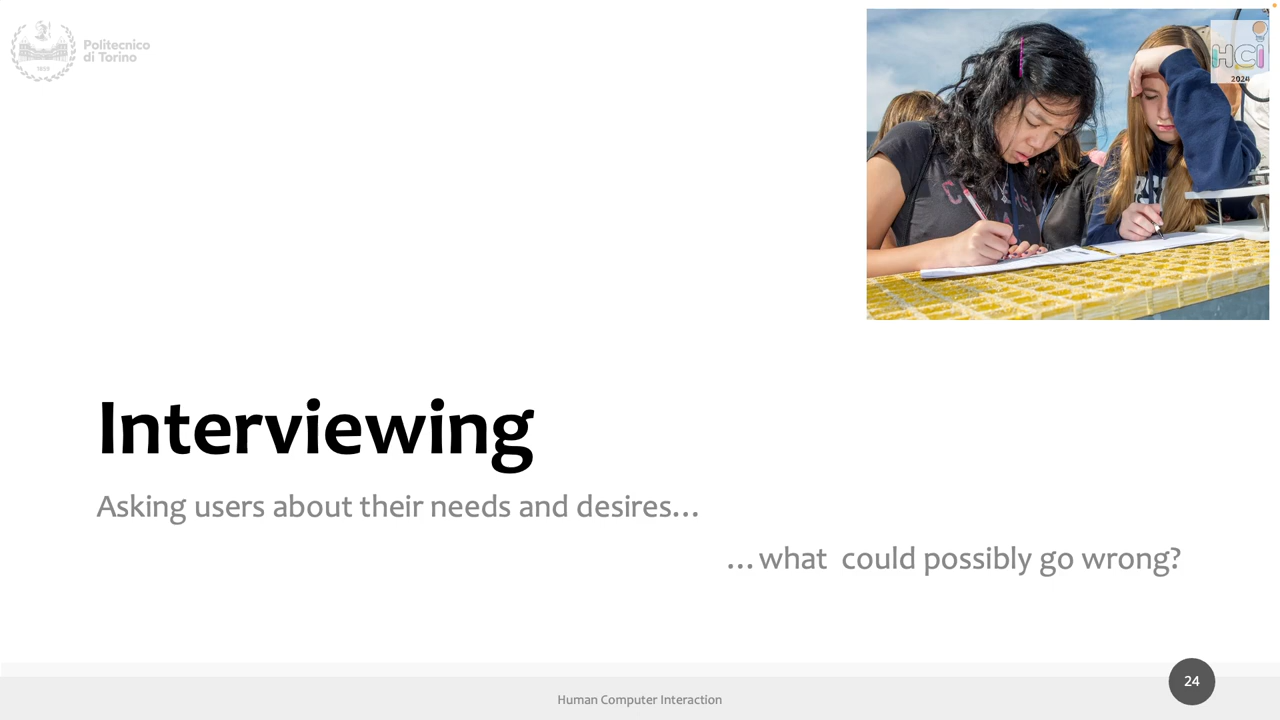 Politecnico
di Torino
1859
HCI
2024
Interviewing
Asking users about their needs and desires...
...what could possibly go wrong?
24
Human Computer Interaction